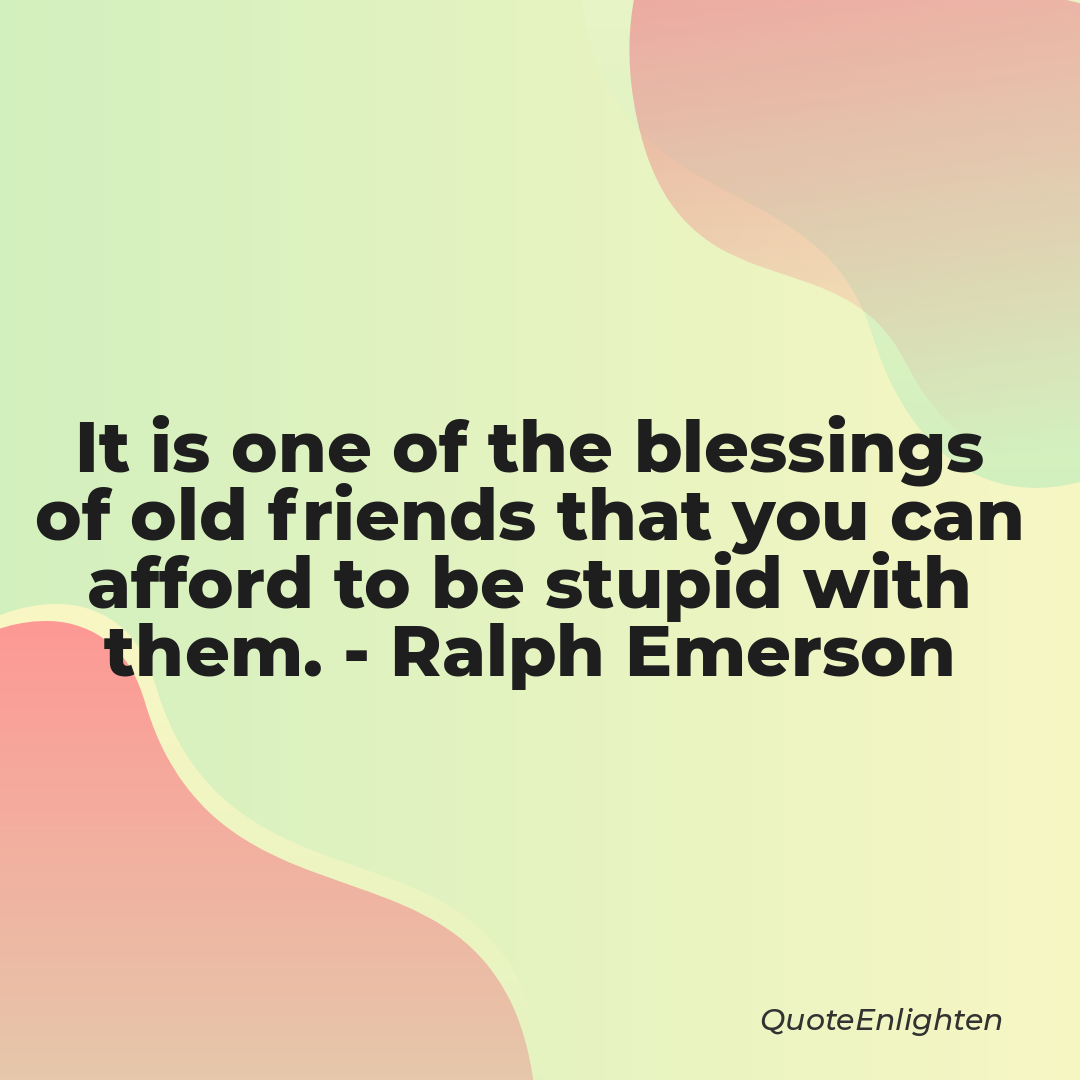 It is one of the blessings
of old friends that you can
afford to be stupid with
them. - Ralph Emerson
QuoteEnlighten